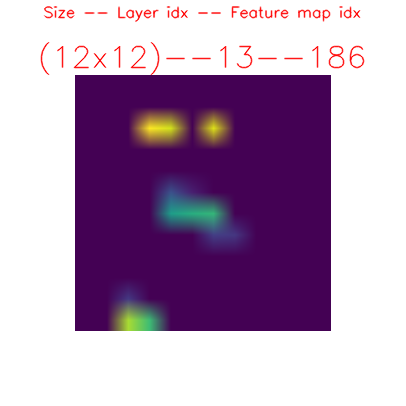 Size -- Layer idx -- Feature map idx
(12x12)--13--186